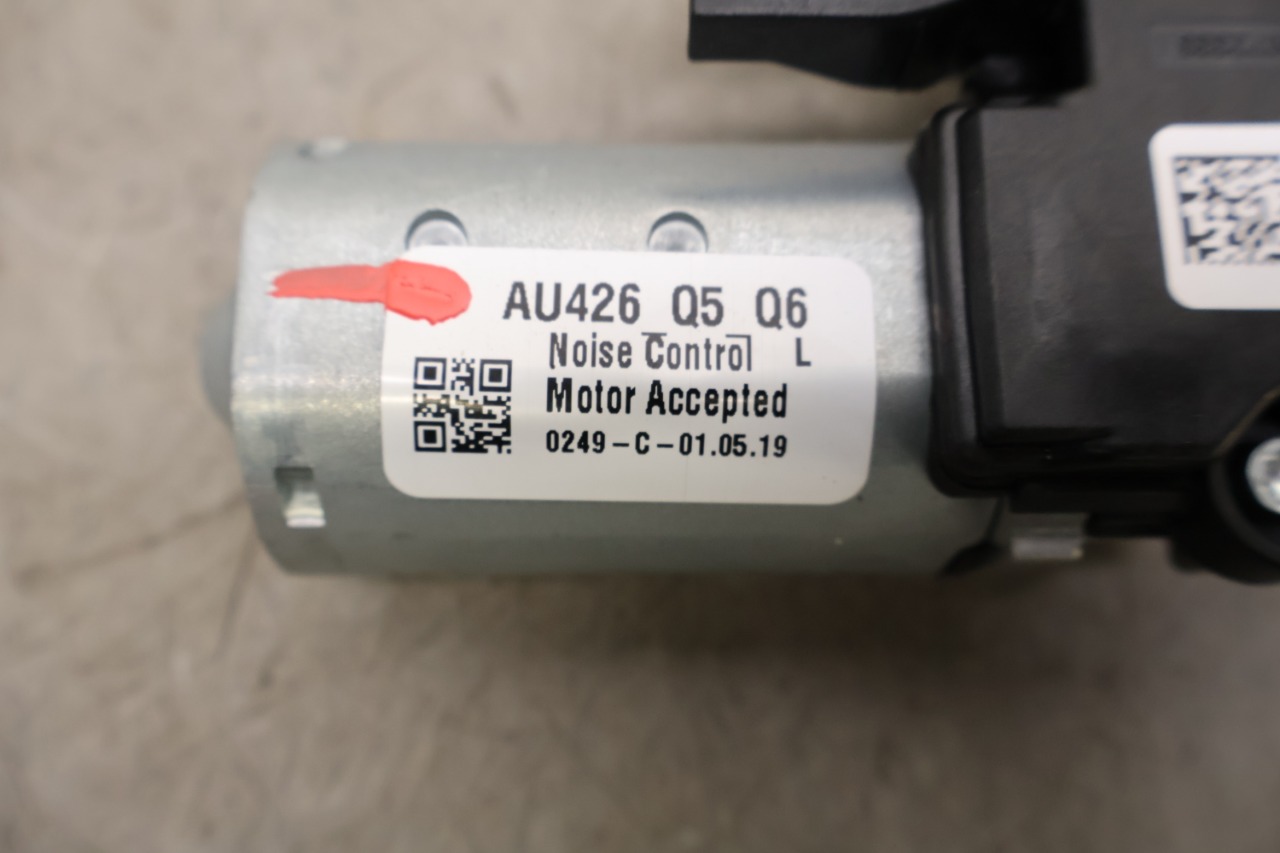 AU426 Q5 Q6
Noise Control L
Motor Accepted
0249-C-01.05.19